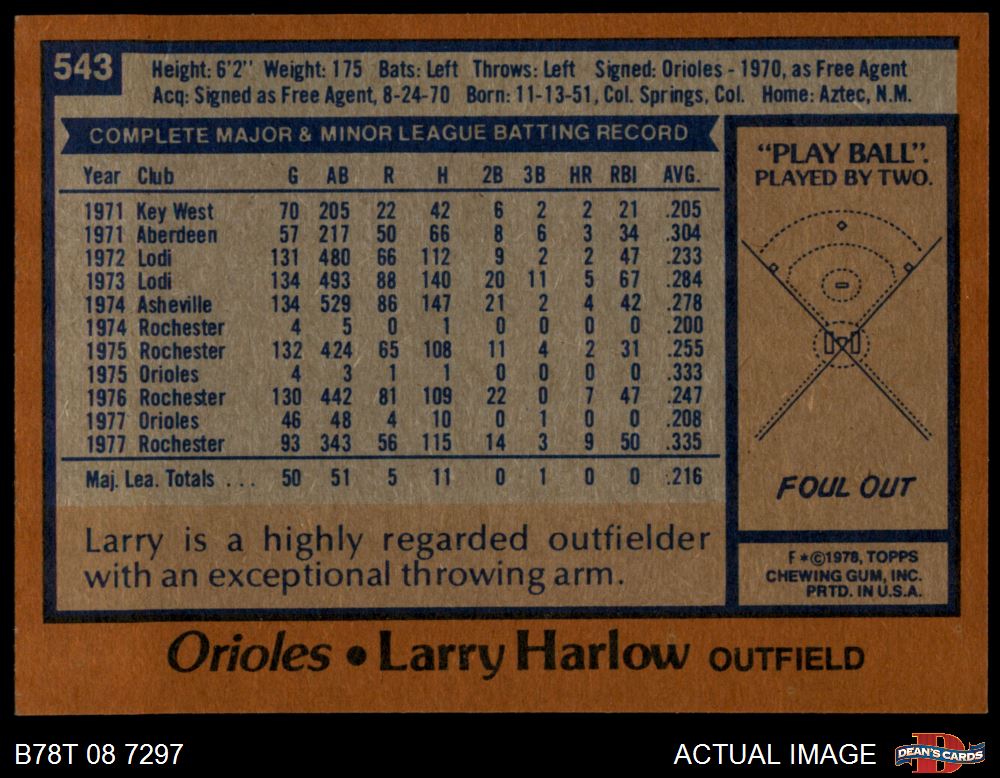 543
Height: 6'2" Weight: 175 Bats: Left Throws: Left Signed: Orioles - 1970, as Free Agent
Acq: Signed as Free Agent, 8-24-70 Born: 11-13-51, Col. Springs, Col. Home: Aztec, N.M.
COMPLETE MAJOR & MINOR LEAGUE BATTING RECORD
Year Club G AB R H 2B 3B HR RBI AVG.
1971 Key West 70 205 22 42 6 2 2 21 .205
1971 Aberdeen 57 217 50 66 8 6 3 34 .304
1972 Lodi 131 480 66 112 9 2 2 47 .233
1973 Lodi 134 493 88 140 20 11 5 67 .284
1974 Asheville 134 529 86 147 21 2 4 42 .278
1974 Rochester 4 5 0 1 0 0 0 0 .200
1975 Rochester 132 424 65 108 11 4 2 31 .255
1975 Orioles 4 3 1 1 0 0 0 0 .333
1976 Rochester 130 442 81 109 22 0 7 47 .247
1977 Orioles 46 48 4 10 0 1 0 0 .208
1977 Rochester 93 343 56 115 14 3 9 50 .335
Maj. Lea. Totals . . . 50 51 5 11 0 1 0 0 .216
Larry is a highly regarded outfielder
with an exceptional throwing arm.
"PLAY BALL".
PLAYED BY TWO.
FOUL OUT
F *©1978, TOPPS
CHEWING GUM, INC.
PRTD. IN U.S.A.
Orioles • Larry Harlow OUTFIELD
B78T 08 7297
ACTUAL IMAGE
DEAN'S CARDS